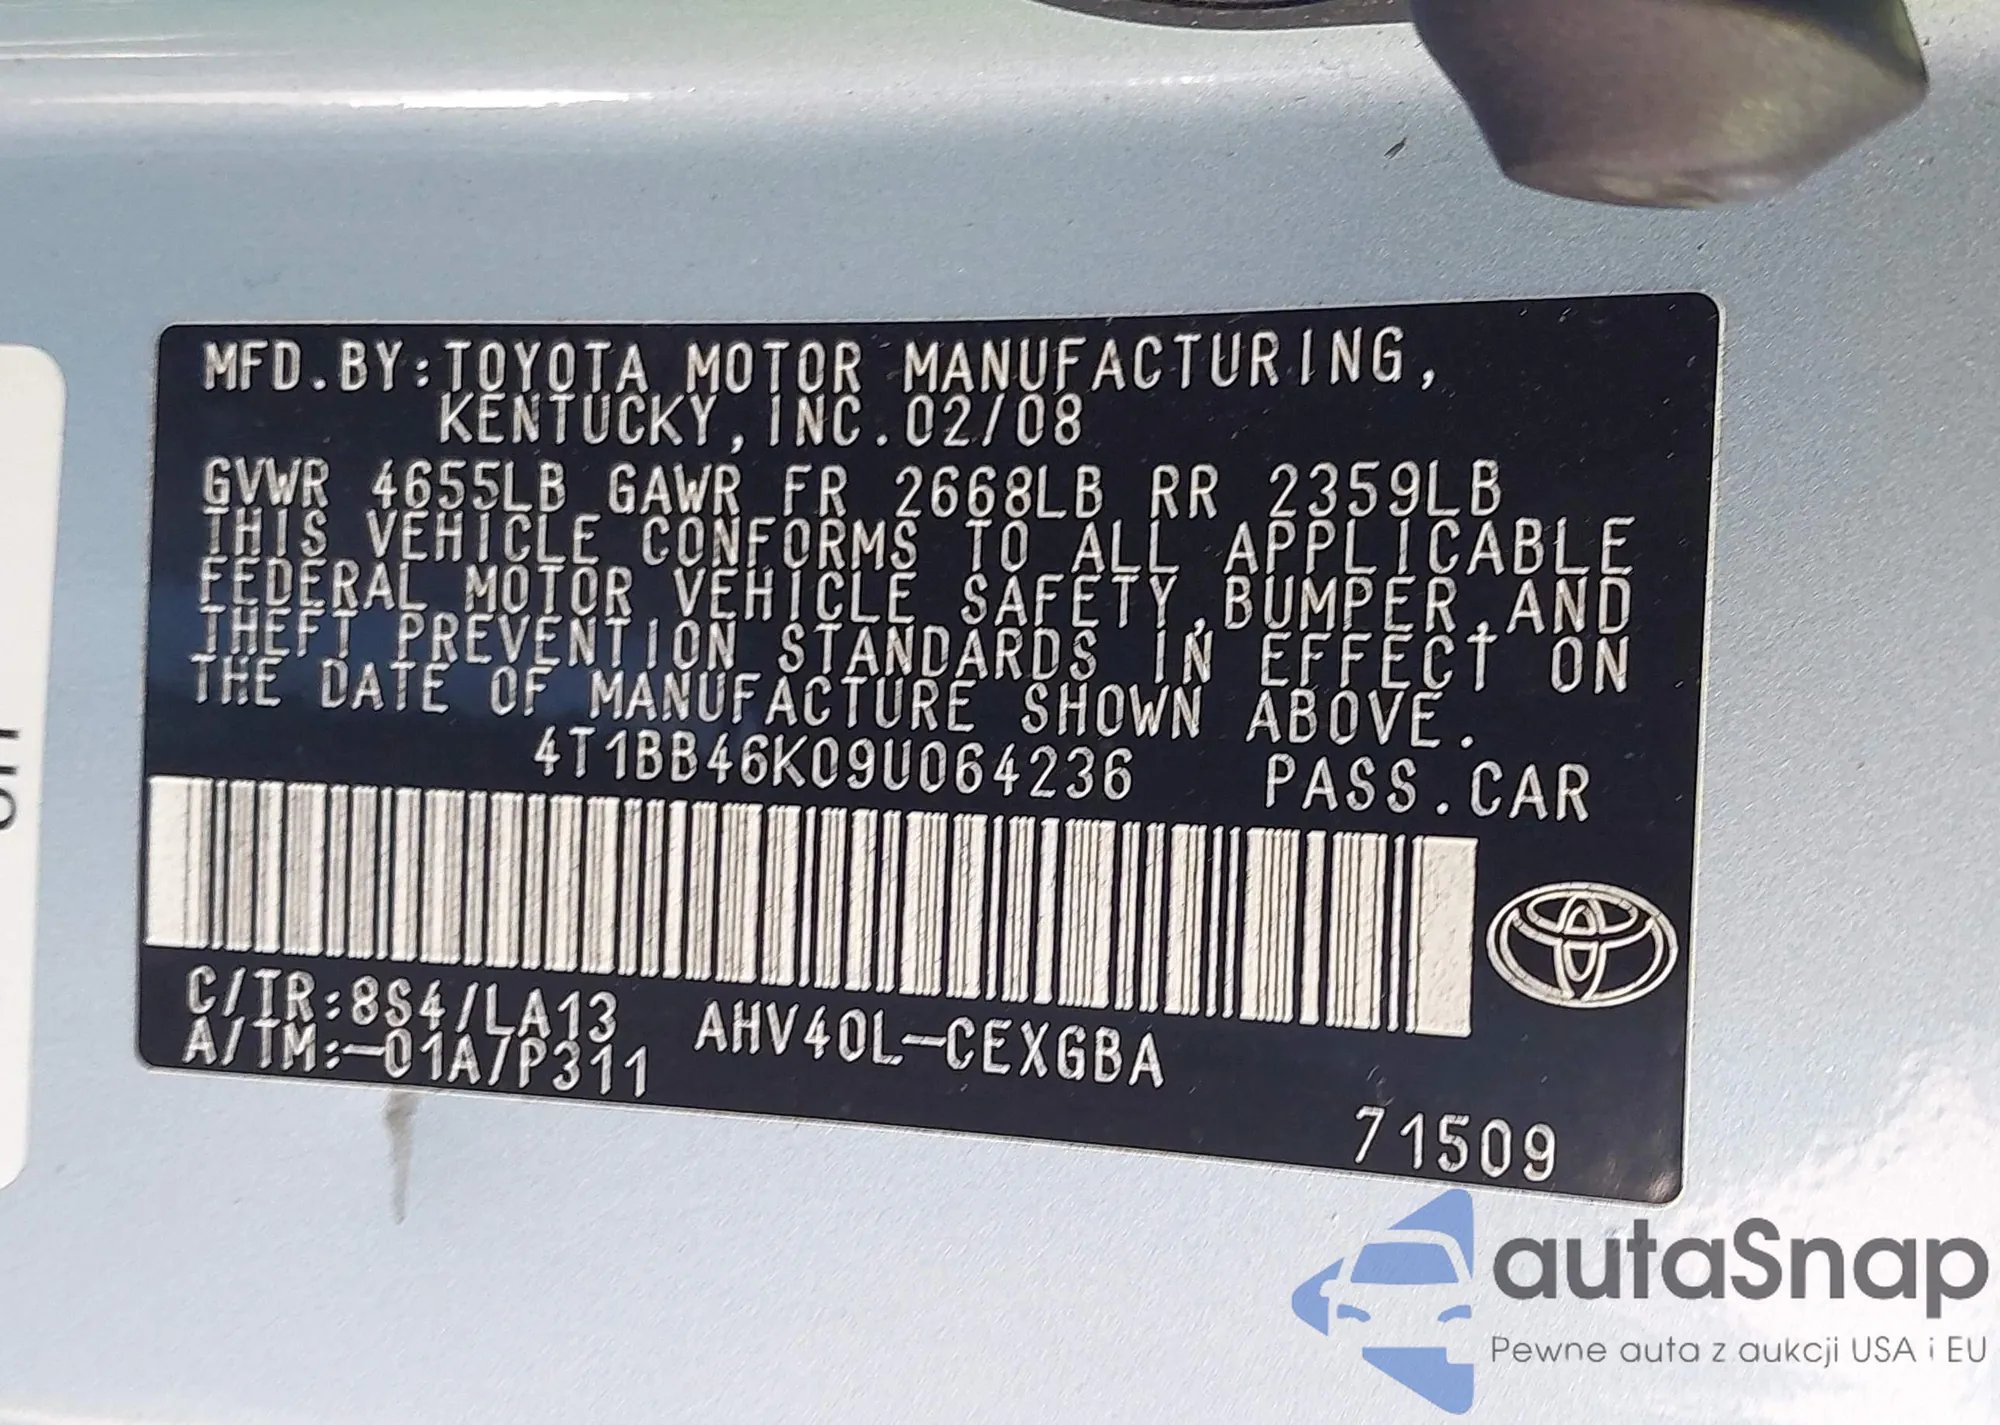 MFD.BY:TOYOTA MOTOR MANUFACTURING,
KENTUCKY, INC. 02/08
GVWR 4655LB GAWR FR 2668LB RR 2359LB
THIS VEHICLE CONFORMS TO ALL APPLICABLE
FEDERAL MOTOR VEHICLE SAFETY,BUMPER,AND
THEFT PREVENTION STANDARDS IN EFFECT ON
THE DATE OF MANUFACTURE SHOWN ABOVE.
4T1BB46K09U064236 PASS.CAR
C/TR:8S4/LA13 AHV40L-CEXGBA
A/TM:-01A/P311
71509
autaSnap
Pewne auta z aukcji USA i EU